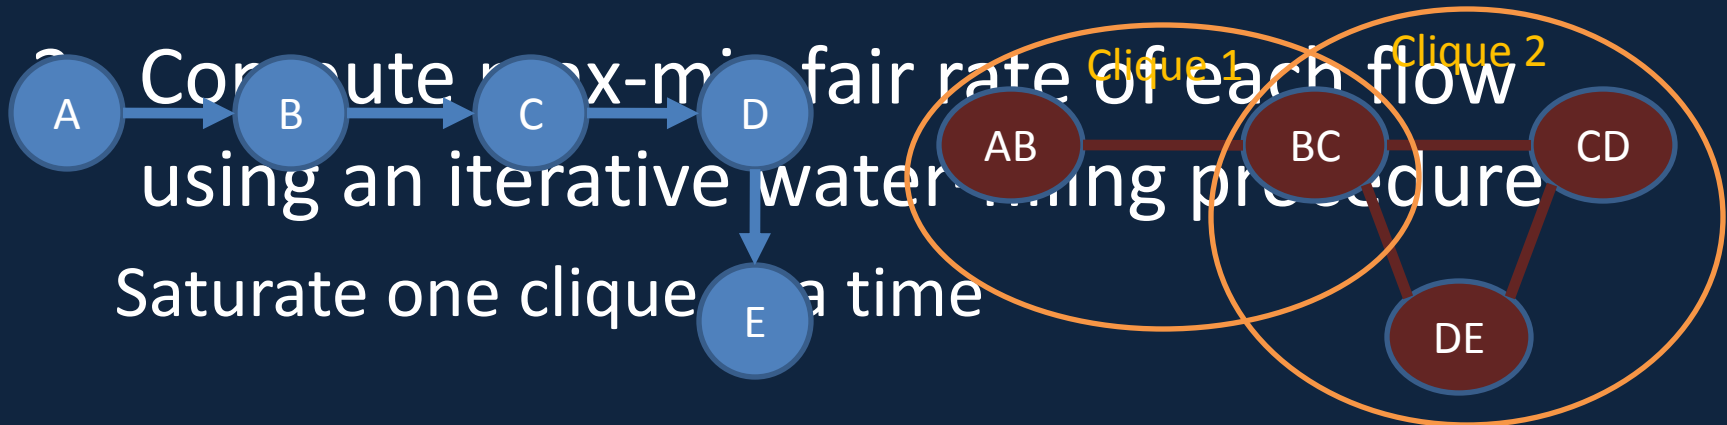 Compute max-min fair rate of each flow
using an iterative water-filling procedure
Saturate one clique a time
A
B
C
D
E
Clique 1
Clique 2
AB
BC
CD
DE